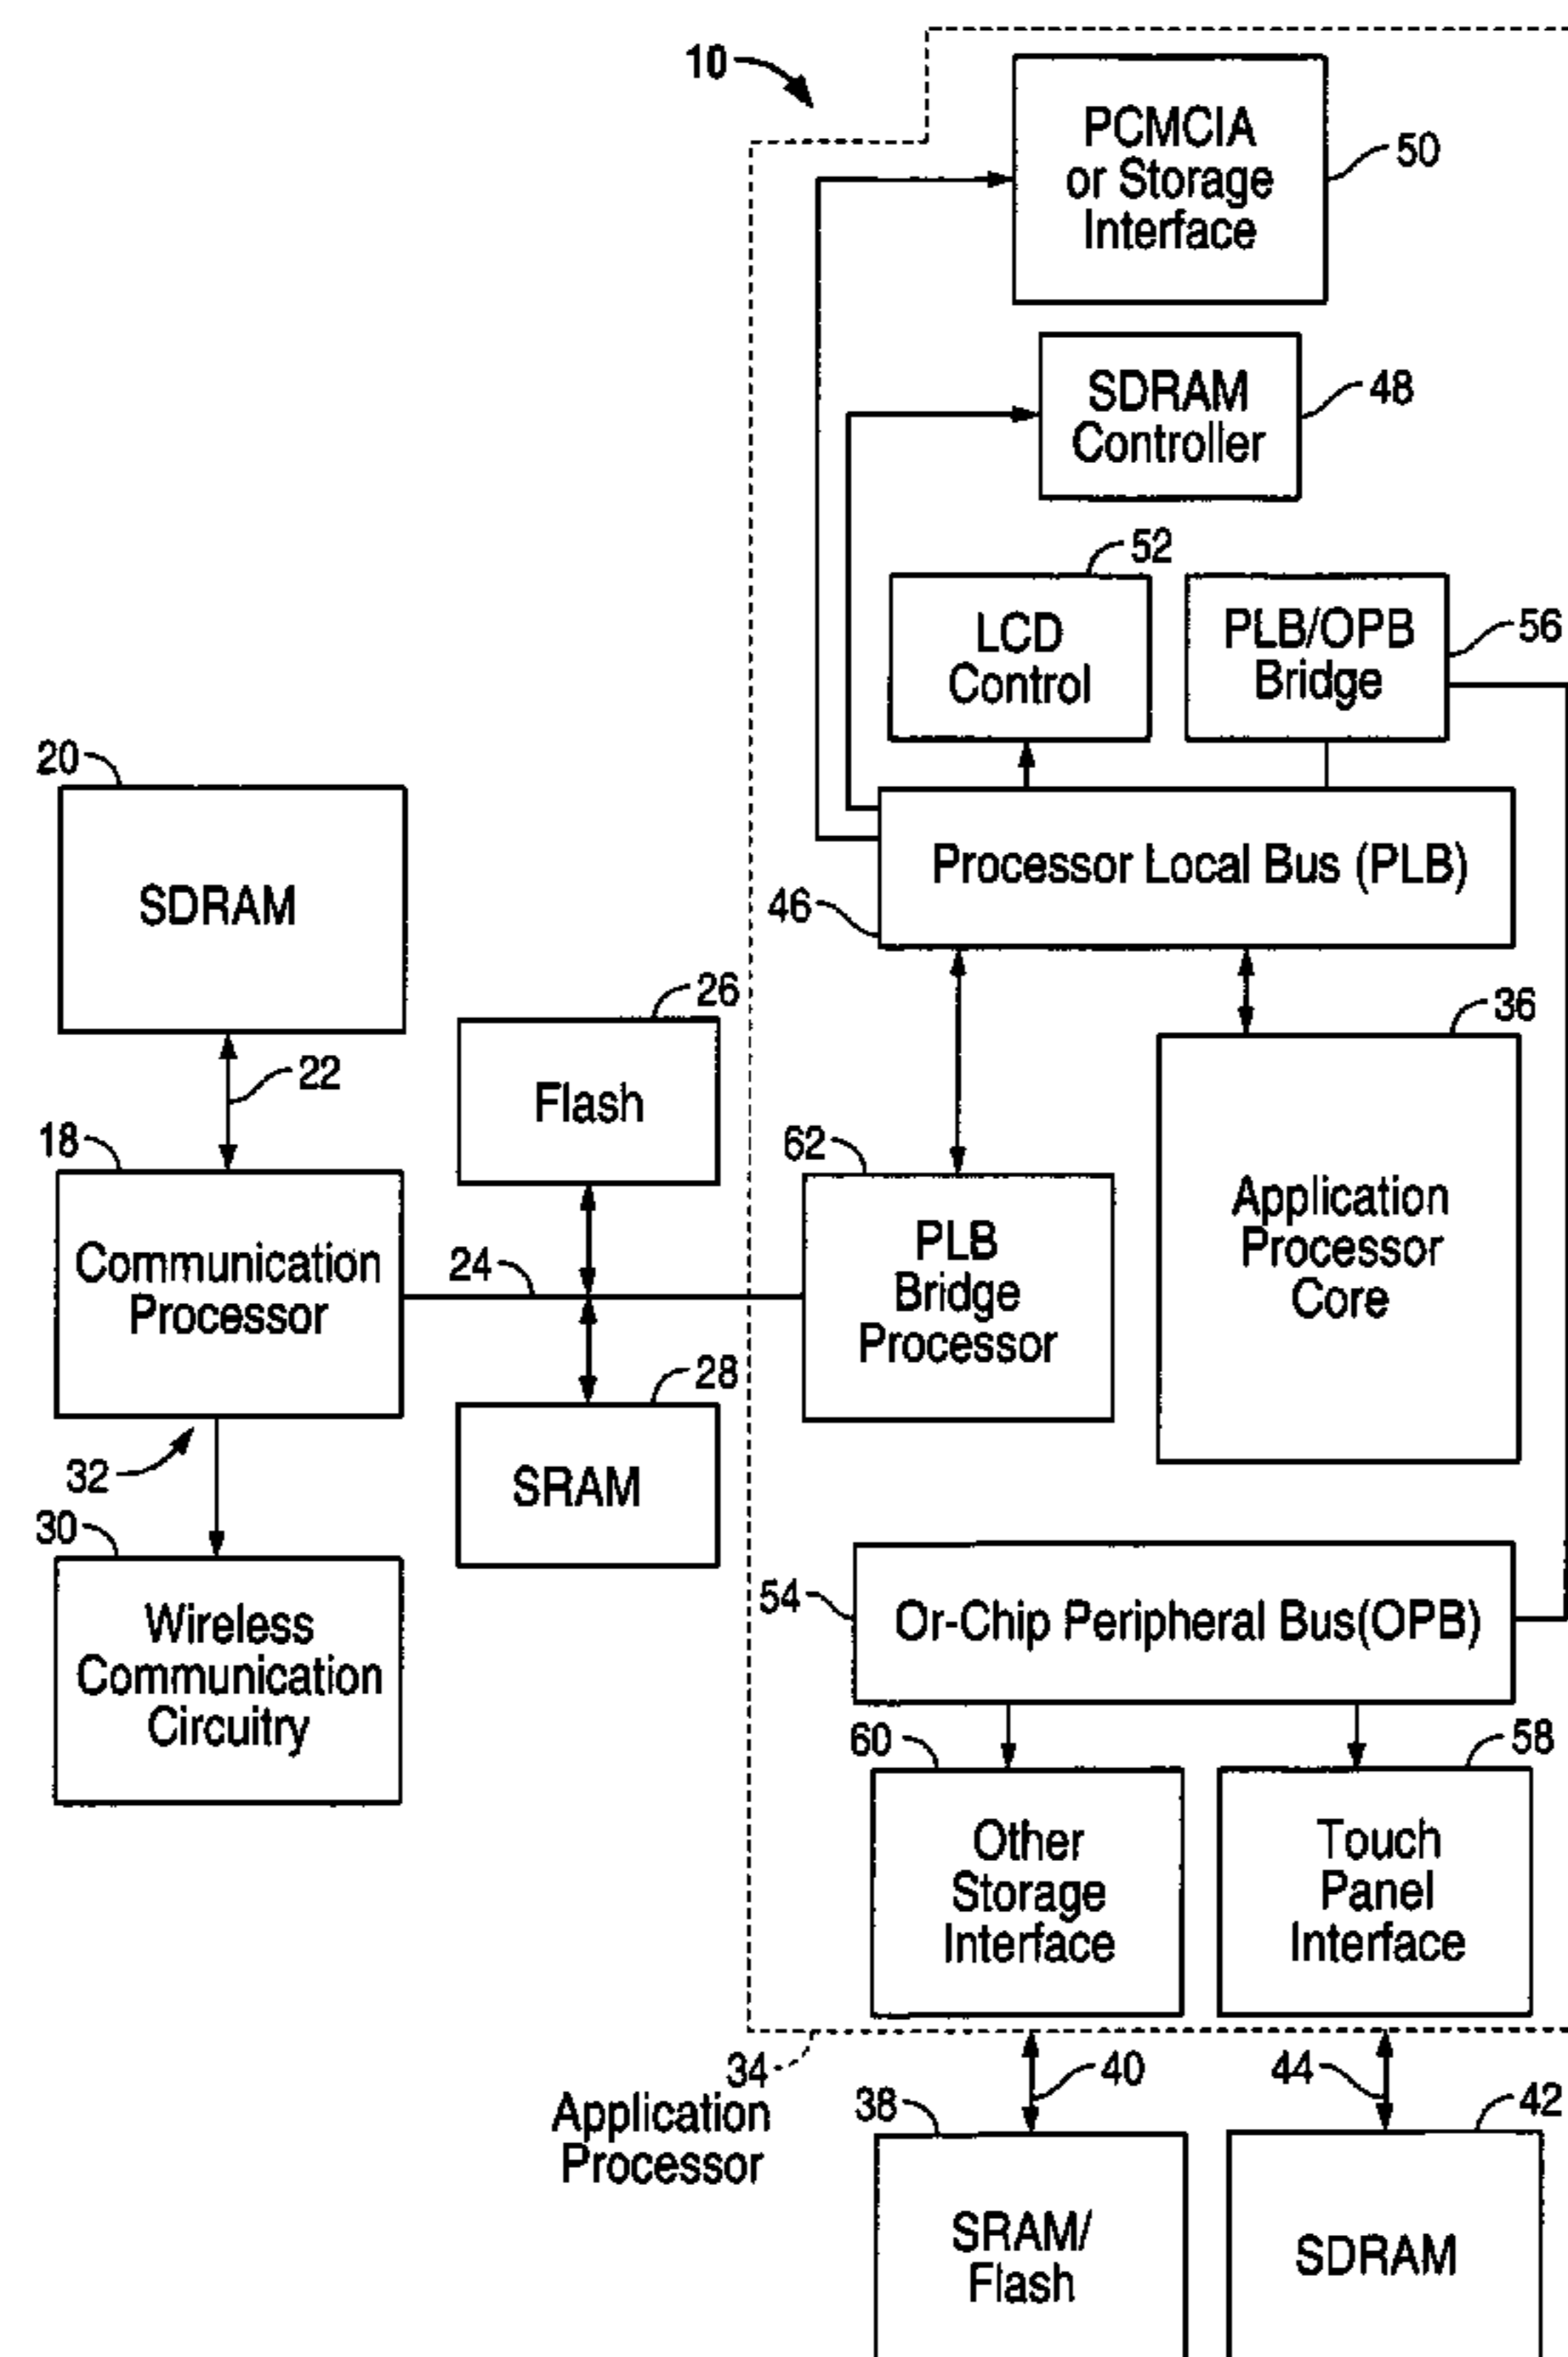 10
PCMCIA
or Storage
Interface
50
SDRAM
Controller
48
52
LCD
Control
PLB/OPB
Bridge
56
20
SDRAM
Processor Local Bus (PLB)
46
22
26
Flash
36
18
Communication
Processor
24
62
PLB
Bridge
Processor
Application
Processor
Core
32
28
SRAM
30
Wireless
Communication
Circuitry
54
Or-Chip Peripheral Bus(OPB)
60
58
Other
Storage
Interface
Touch
Panel
Interface
34
Application
Processor
40
44
38
42
SRAM/
Flash
SDRAM